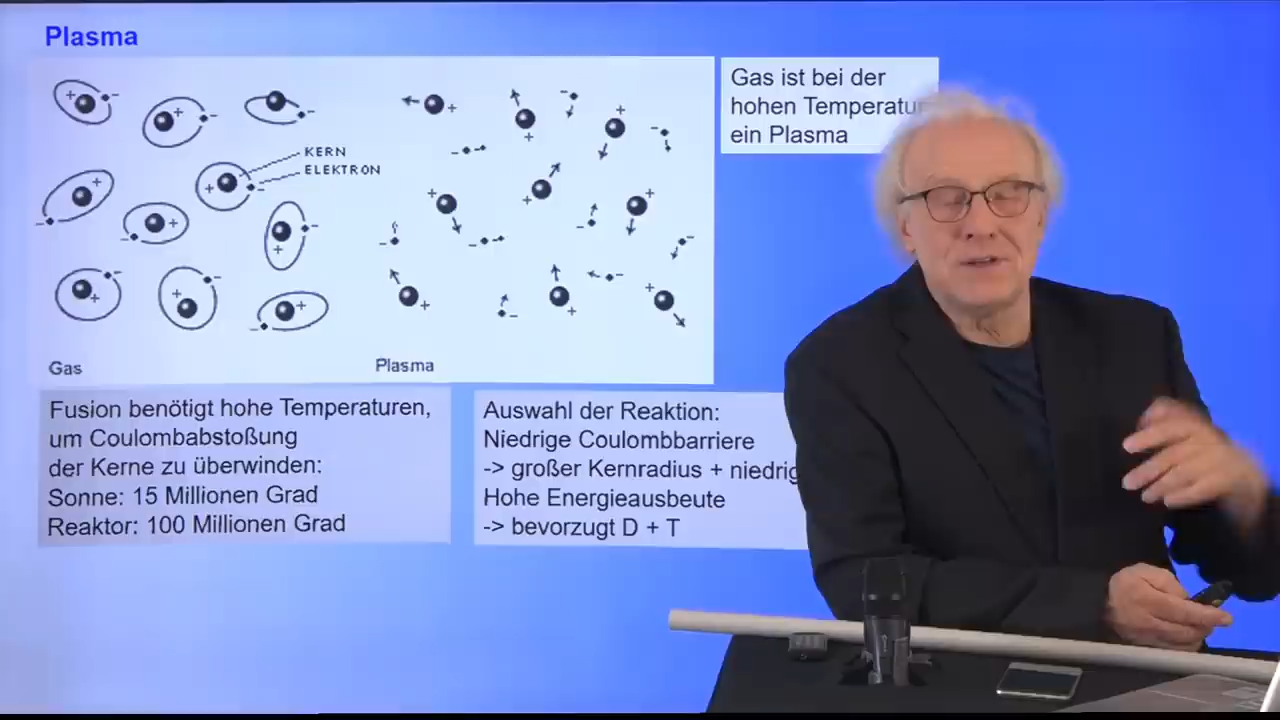 Plasma
Gas ist bei der
hohen Temperatur
ein Plasma
KERN
ELEKTRON
Gas
Plasma
Fusion benötigt hohe Temperaturen,
um Coulombabstoßung
der Kerne zu überwinden:
Sonne: 15 Millionen Grad
Reaktor: 100 Millionen Grad
Auswahl der Reaktion:
Niedrige Coulombbarriere
-> großer Kernradius + niedrig
Hohe Energieausbeute
-> bevorzugt D + T